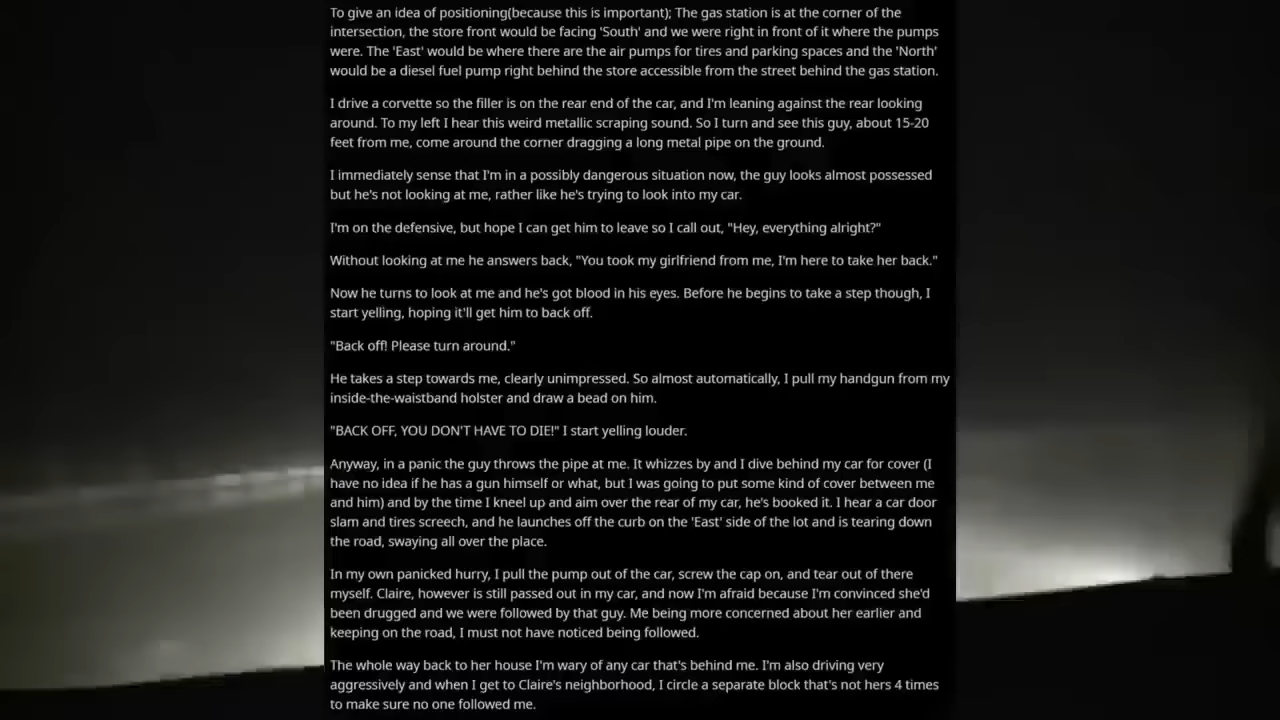 To give an idea of positioning(because this is important); The gas station is at the corner of the
intersection, the store front would be facing 'South' and we were right in front of it where the pumps
were. The 'East' would be where there are the air pumps for tires and parking spaces and the 'North'
would be a diesel fuel pump right behind the store accessible from the street behind the gas station.
I drive a corvette so the filler is on the rear end of the car, and I'm leaning against the rear looking
around. To my left I hear this weird metallic scraping sound. So I turn and see this guy, about 15-20
feet from me, come around the corner dragging a long metal pipe on the ground.
I immediately sense that I'm in a possibly dangerous situation now, the guy looks almost possessed
but he's not looking at me, rather like he's trying to look into my car.
I'm on the defensive, but hope I can get him to leave so I call out, "Hey, everything alright?"
Without looking at me he answers back, "You took my girlfriend from me, I'm here to take her back."
Now he turns to look at me and he's got blood in his eyes. Before he begins to take a step though, I
start yelling, hoping it'll get him to back off.
"Back off! Please turn around."
He takes a step towards me, clearly unimpressed. So almost automatically, I pull my handgun from my
inside-the-waistband holster and draw a bead on him.
"BACK OFF, YOU DON'T HAVE TO DIE!" I start yelling louder.
Anyway, in a panic the guy throws the pipe at me. It whizzes by and I dive behind my car for cover (I
have no idea if he has a gun himself or what, but I was going to put some kind of cover between me
and him) and by the time I kneel up and aim over the rear of my car, he's booked it. I hear a car door
slam and tires screech, and he launches off the curb on the 'East' side of the lot and is tearing down
the road, swaying all over the place.
In my own panicked hurry, I pull the pump out of the car, screw the cap on, and tear out of there
myself. Claire, however is still passed out in my car, and now I'm afraid because I'm convinced she'd
been drugged and we were followed by that guy. Me being more concerned about her earlier and
keeping on the road, I must not have noticed being followed.
The whole way back to her house I'm wary of any car that's behind me. I'm also driving very
aggressively and when I get to Claire's neighborhood, I circle a separate block that's not hers 4 times
to make sure no one followed me.